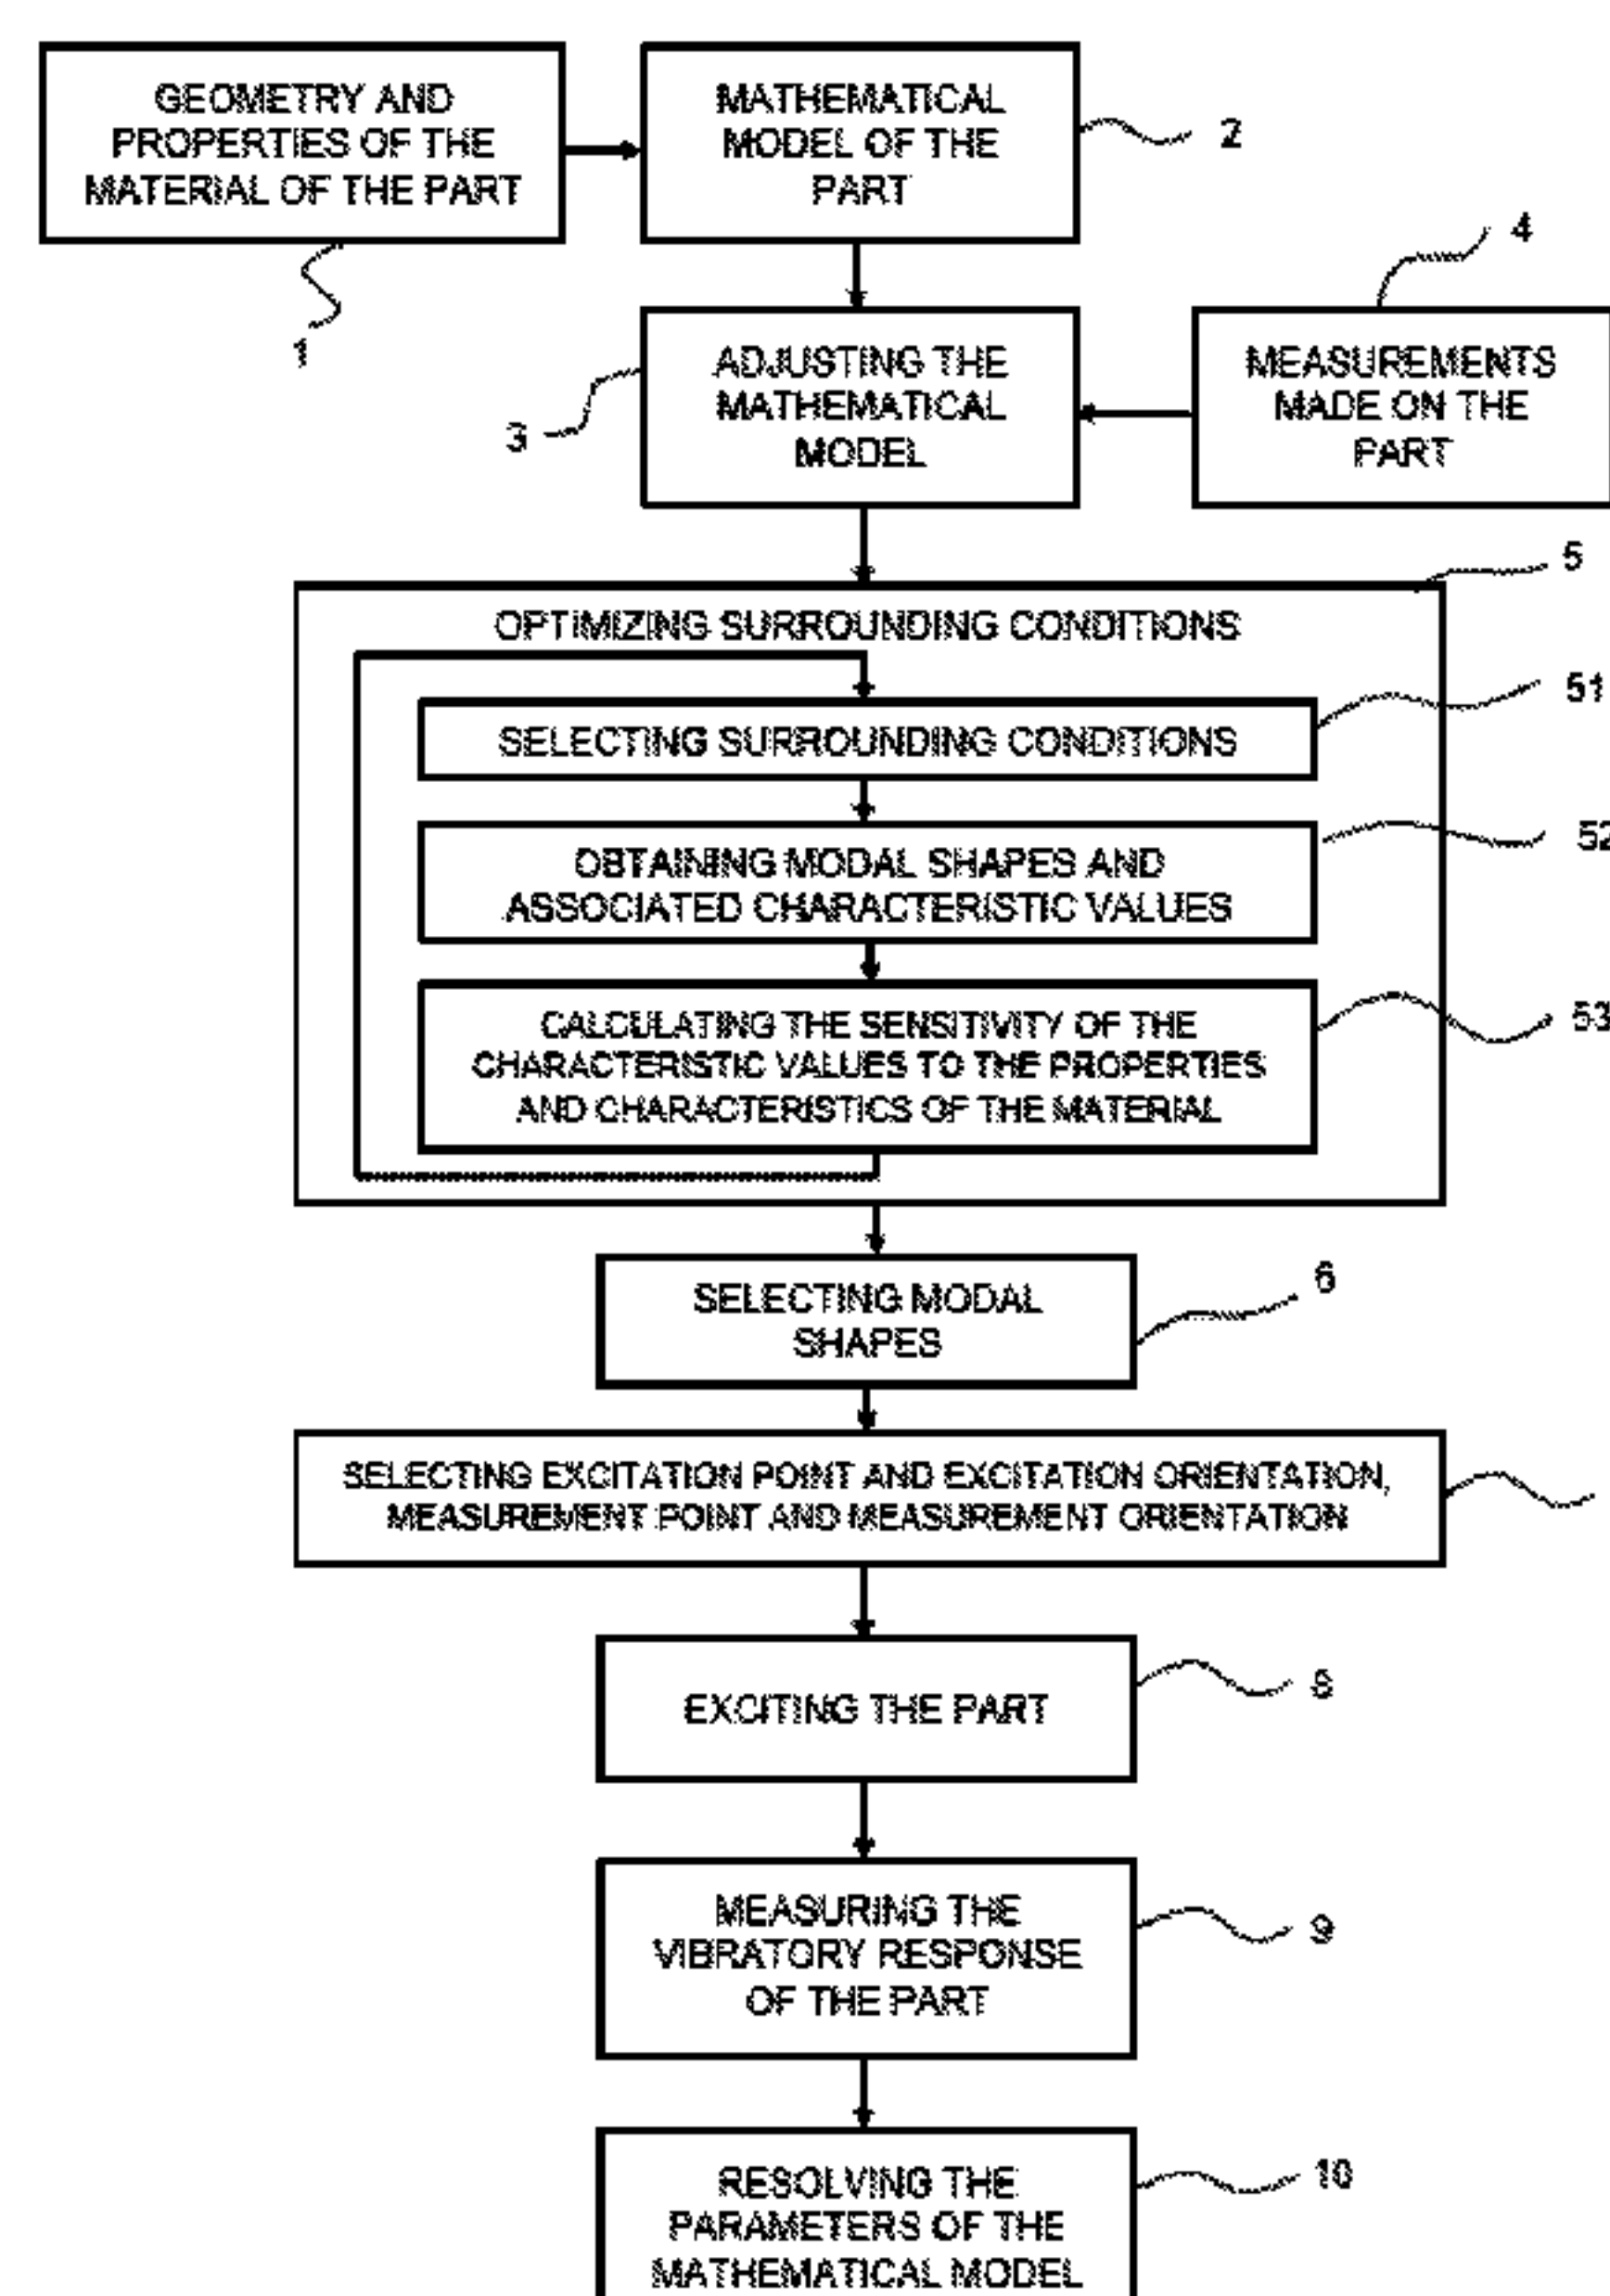 GEOMETRY AND
PROPERTIES OF THE
MATERIAL OF THE PART
1
MATHEMATICAL
MODEL OF THE
PART
2
4
ADJUSTING THE
MATHEMATICAL
MODEL
3
MEASUREMENTS
MADE ON THE
PART
5
OPTIMIZING SURROUNDING CONDITIONS
51
SELECTING SURROUNDING CONDITIONS
52
OBTAINING MODAL SHAPES AND
ASSOCIATED CHARACTERISTIC VALUES
53
CALCULATING THE SENSITIVITY OF THE
CHARACTERISTIC VALUES TO THE PROPERTIES
AND CHARACTERISTICS OF THE MATERIAL
6
SELECTING MODAL
SHAPES
SELECTING EXCITATION POINT AND EXCITATION ORIENTATION,
MEASUREMENT POINT AND MEASUREMENT ORIENTATION
8
EXCITING THE PART
9
MEASURING THE
VIBRATORY RESPONSE
OF THE PART
10
RESOLVING THE
PARAMETERS OF THE
MATHEMATICAL MODEL